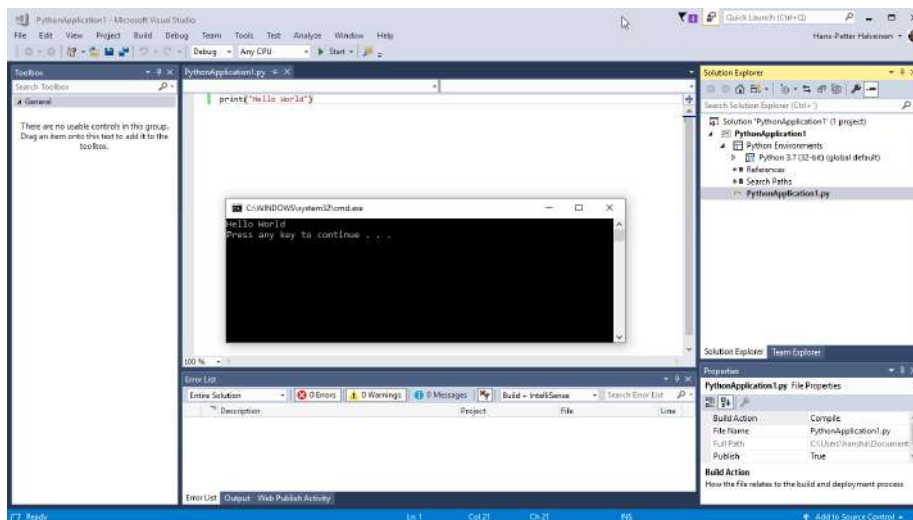 PythonApplication1 - Microsoft Visual Studio
Quick Launch (Ctrl+Q)
File Edit View Project Build Debug Team Tools Test Analyze Window Help
Hans-Petter Halvorsen
Debug Any CPU Start
Toolbox
Search Toolbox
General
There are no usable controls in this group.
Drag an item onto this text to add it to the
toolbox.
PythonApplication1.py
print("Hello World")
C:\WINDOWS\system32\cmd.exe
Hello World
Press any key to continue . . .
100 %
Error List
Entire Solution 0 Errors 0 Warnings 0 Messages Build + IntelliSense Search Error List
Description Project File Line
Error List Output Web Publish Activity
Solution Explorer
Search Solution Explorer (Ctrl+)
Solution 'PythonApplication1' (1 project)
PythonApplication1
Python Environments
Python 3.7 (32-bit) (global default)
References
Search Paths
PythonApplication1.py
Solution Explorer Team Explorer
Properties
PythonApplication1.py File Properties
Build Action Compile
File Name PythonApplication1.py
Full Path
Publish True
Build Action
How the file relates to the build and deployment process
Ready Ln 1 Col 21 Ch 21 INS Add to Source Control